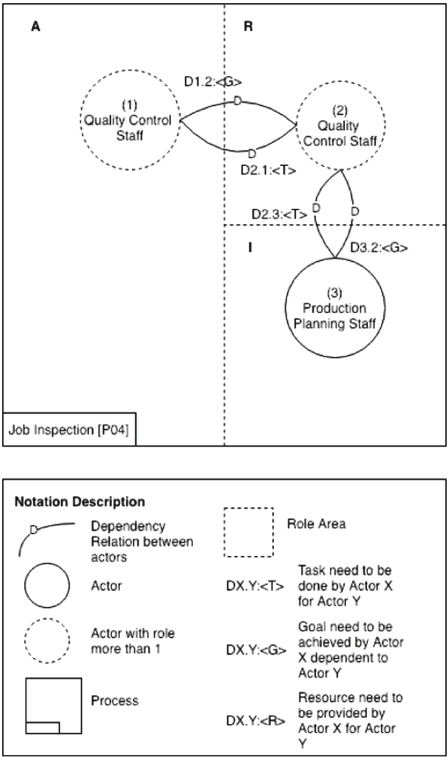 A
R
D1.2:<G>
(1)
Quality Control
Staff
D
(2)
Quality
Control Staff
D
D2.1:<T>
D2.3:<T>
D
D
I
D3.2:<G>
(3)
Production
Planning Staff
Job Inspection [P04]
Notation Description
D
Dependency
Relation between
actors
Role Area
Actor
DX.Y:<T>
Task need to be
done by Actor X
for Actor Y
Actor with role
more than 1
DX.Y:<G>
Goal need to be
achieved by Actor
X dependent to
Actor Y
Process
DX.Y:<R>
Resource need to
be provided by
Actor X for Actor
Y